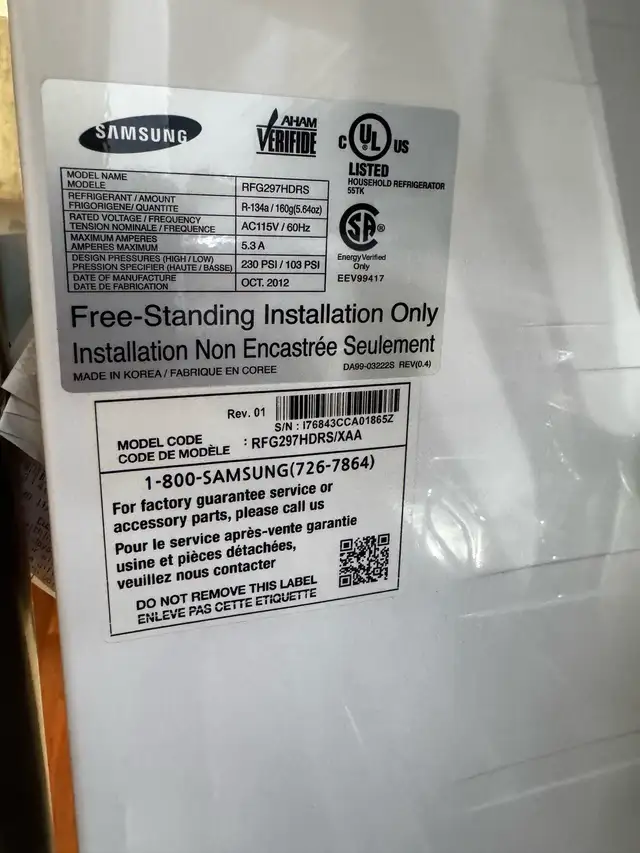 SAMSUNG
AHAM
VERIFIDE
C UL US
LISTED
HOUSEHOLD REFRIGERATOR
55TK
MODEL NAME
MODELE
RFG297HDRS
REFRIGERANT / AMOUNT
FRIGORIGENE/ QUANTITE
R-134a / 160g(5.64oz)
RATED VOLTAGE / FREQUENCY
TENSION NOMINALE / FREQUENCE
AC115V / 60Hz
MAXIMUM AMPERES
AMPERES MAXIMUM
5.3 A
DESIGN PRESSURES (HIGH / LOW)
PRESSION SPECIFIER (HAUTE / BASSE)
230 PSI / 103 PSI
DATE OF MANUFACTURE
DATE DE FABRICATION
OCT. 2012
SA
Energy Verified
Only
EEV99417
Free-Standing Installation Only
Installation Non Encastrée Seulement
MADE IN KOREA / FABRIQUE EN COREE
DA99-03222S REV(0.4)
Rev. 01
S/N : I76843CCA01865Z
MODEL CODE
CODE DE MODÈLE : RFG297HDRS/XAA
1-800-SAMSUNG(726-7864)
For factory guarantee service or
accessory parts, please call us
Pour le service après-vente garantie
usine et pièces détachées,
veuillez nous contacter
DO NOT REMOVE THIS LABEL
ENLEVE PAS CETTE ETIQUETTE